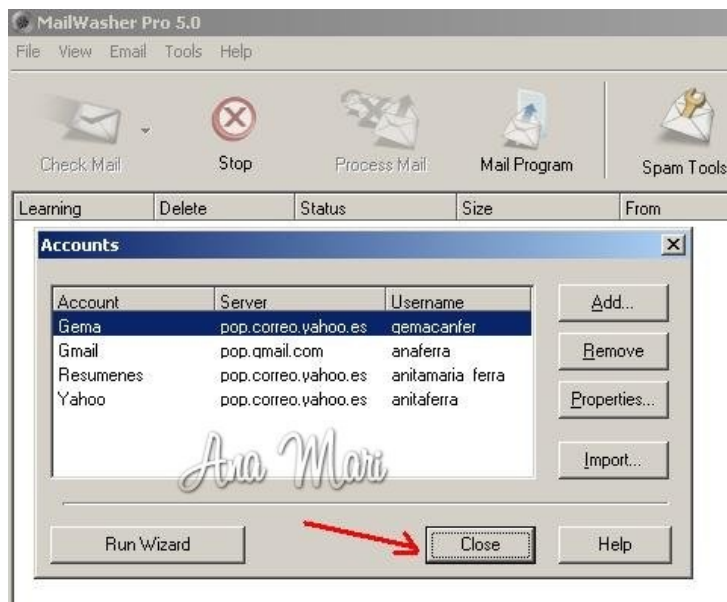 MailWasher Pro 5.0
File View Email Tools Help
Check Mail Stop Process Mail Mail Program Spam Tools
Learning Delete Status Size From
Accounts
Account Server Username
Gema pop.correo.yahoo.es gemacanfer
Gmail pop.gmail.com anaferra
Resumenes pop.correo.yahoo.es anitamaria_ferra
Yahoo pop.correo.yahoo.es anitaferra
Add...
Remove
Properties...
Import...
Ana Mari
Run Wizard Close Help